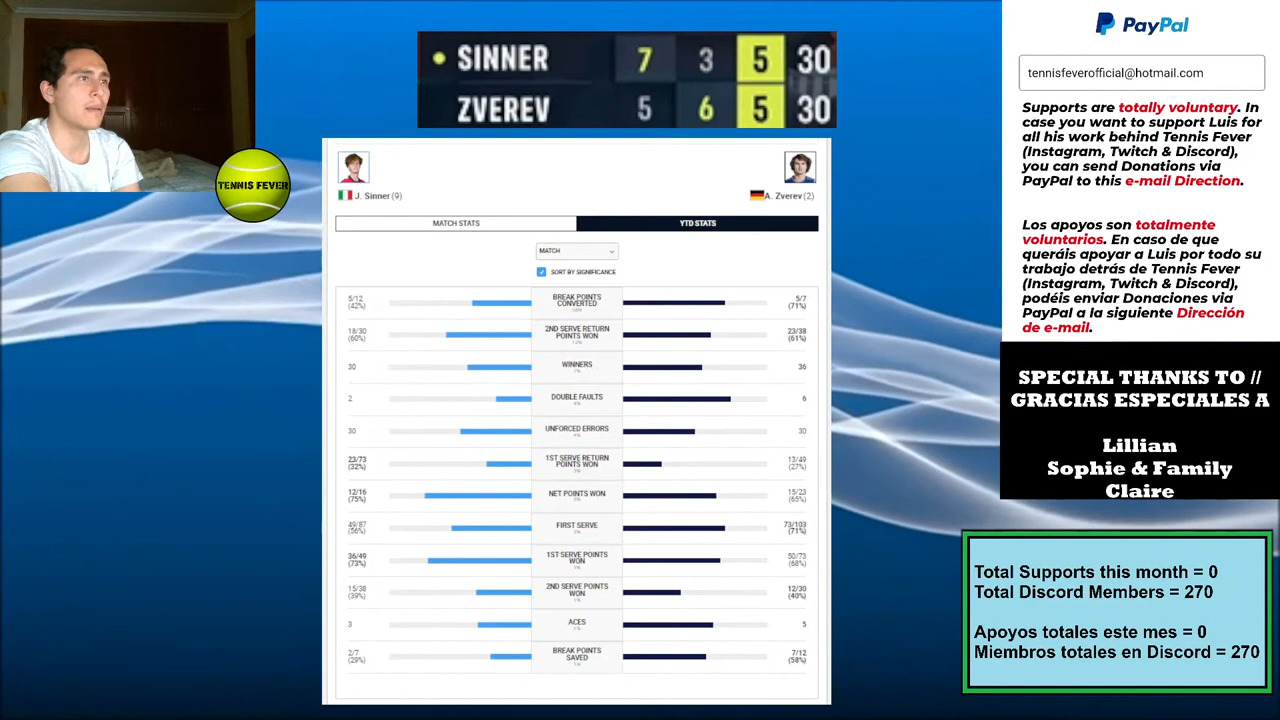 SINNER 7 3 5 30
ZVEREV 5 6 5 30
TENNIS FEVER
J. Sinner (9)
A. Zverev (2)
MATCH STATS
YTD STATS
MATCH
SORT BY SIGNIFICANCE
5/12
(42%)
BREAK POINTS
CONVERTED
5/7
(71%)
18/30
(60%)
2ND SERVE RETURN
POINTS WON
23/38
(61%)
30
WINNERS
36
2
DOUBLE FAULTS
6
30
UNFORCED ERRORS
30
23/73
(32%)
1ST SERVE RETURN
POINTS WON
13/49
(27%)
12/16
(75%)
NET POINTS WON
15/23
(65%)
49/87
(56%)
FIRST SERVE
73/103
(71%)
36/49
(73%)
1ST SERVE POINTS
WON
50/73
(68%)
15/38
(39%)
2ND SERVE POINTS
WON
12/30
(40%)
3
ACES
5
2/7
(29%)
BREAK POINTS
SAVED
7/12
(58%)
PayPal
tennisfeverofficial@hotmail.com
Supports are totally voluntary. In
case you want to support Luis for
all his work behind Tennis Fever
(Instagram, Twitch & Discord),
you can send Donations via
PayPal to this e-mail Direction.
Los apoyos son totalmente
voluntarios. En caso de que
queráis apoyar a Luis por todo su
trabajo detrás de Tennis Fever
(Instagram, Twitch & Discord),
podéis enviar Donaciones via
PayPal a la siguiente Dirección
de e-mail.
SPECIAL THANKS TO //
GRACIAS ESPECIALES A
Lillian
Sophie & Family
Claire
Total Supports this month = 0
Total Discord Members = 270
Apoyos totales este mes = 0
Miembros totales en Discord = 270